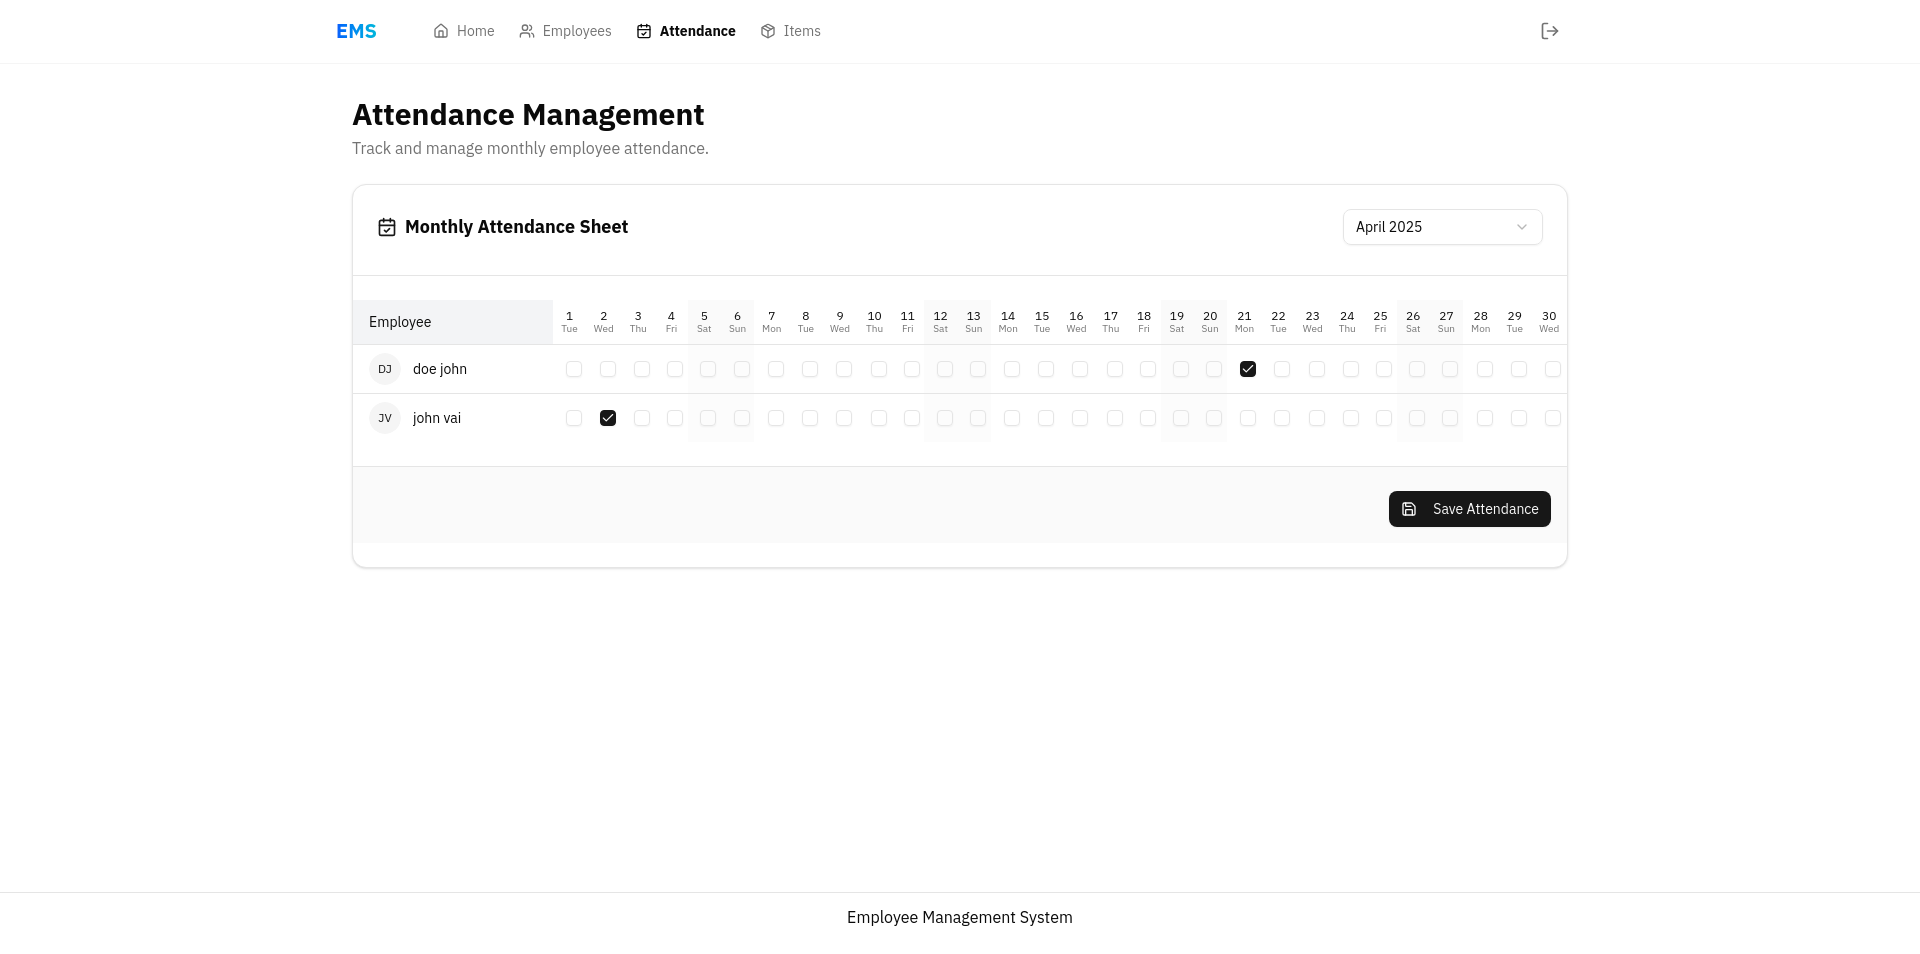 EMS Home Employees Attendance Items
Attendance Management
Track and manage monthly employee attendance.
Monthly Attendance Sheet April 2025
Employee 1 2 3 4 5 6 7 8 9 10 11 12 13 14 15 16 17 18 19 20 21 22 23 24 25 26 27 28 29 30
Tue Wed Thu Fri Sat Sun Mon Tue Wed Thu Fri Sat Sun Mon Tue Wed Thu Fri Sat Sun Mon Tue Wed Thu Fri Sat Sun Mon Tue Wed
DJ doe john
JV john vai
Save Attendance
Employee Management System